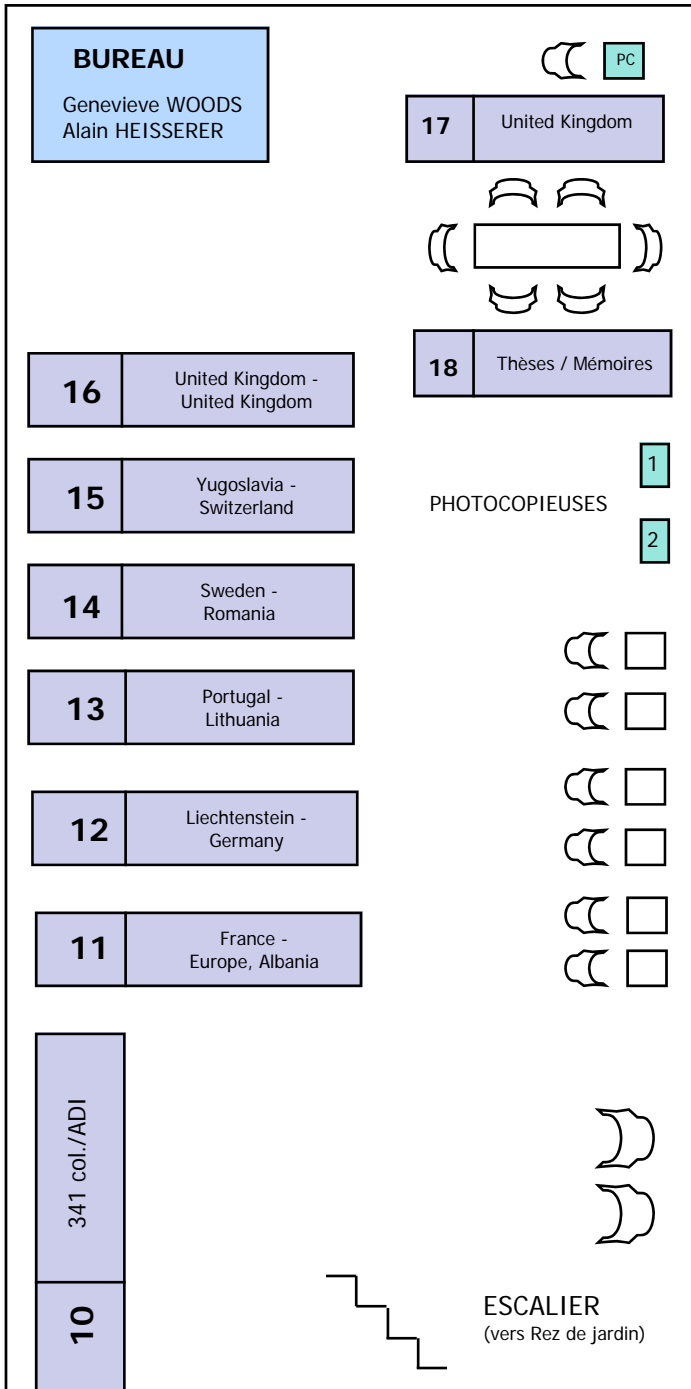 BUREAU
Genevieve WOODS
Alain HEISSERER
PC
17
United Kingdom
18
Thèses / Mémoires
16
United Kingdom -
United Kingdom
15
Yugoslavia -
Switzerland
PHOTOCOPIEUSES
1
2
14
Sweden -
Romania
13
Portugal -
Lithuania
12
Liechtenstein -
Germany
11
France -
Europe, Albania
341 col./ADI
10
ESCALIER
(vers Rez de jardin)